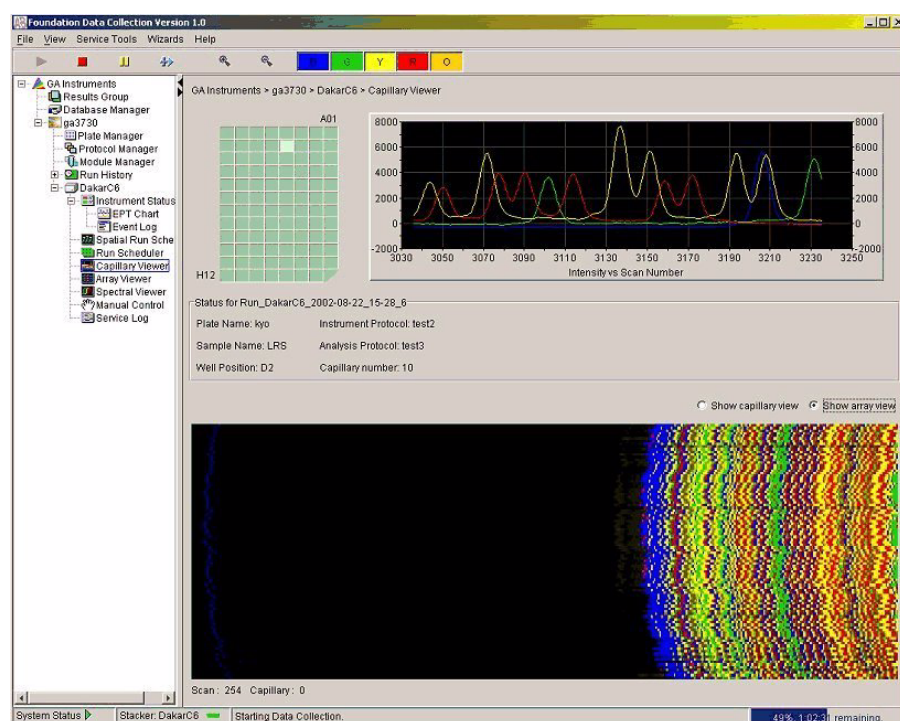 Foundation Data Collection Version 1.0
File View Service Tools Wizards Help
B G Y R O
GA Instruments
Results Group
Database Manager
ga3730
Plate Manager
Protocol Manager
Module Manager
Run History
DakarC6
Instrument Status
EPT Chart
Event Log
Spatial Run Sche
Run Scheduler
Capillary Viewer
Array Viewer
Spectral Viewer
Manual Control
Service Log
GA Instruments > ga3730 > DakarC6 > Capillary Viewer
A01
H12
8000 8000
6000 6000
4000 4000
2000 2000
0 0
-2000 -2000
3030 3050 3070 3090 3110 3130 3150 3170 3190 3210 3230 3250
Intensity vs Scan Number
Status for Run_DakarC6_2002-08-22_15-28_6
Plate Name: kyo Instrument Protocol: test2
Sample Name: LRS Analysis Protocol: test3
Well Position: D2 Capillary number: 10
Show capillary view Show array view
Scan: 254 Capillary: 0
System Status Stacker: DakarC6 Starting Data Collection. 49%, 1:02:31 remaining.